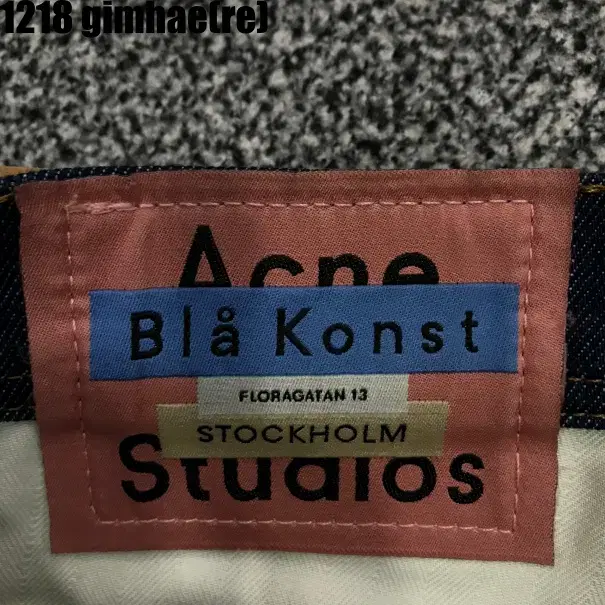 1218 gimhae(re)
Acne
Blå Konst
FLORAGATAN 13
STOCKHOLM
Studios